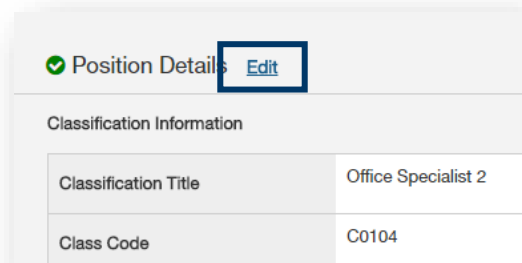 Position Details Edit
Classification Information
Classification Title Office Specialist 2
Class Code C0104